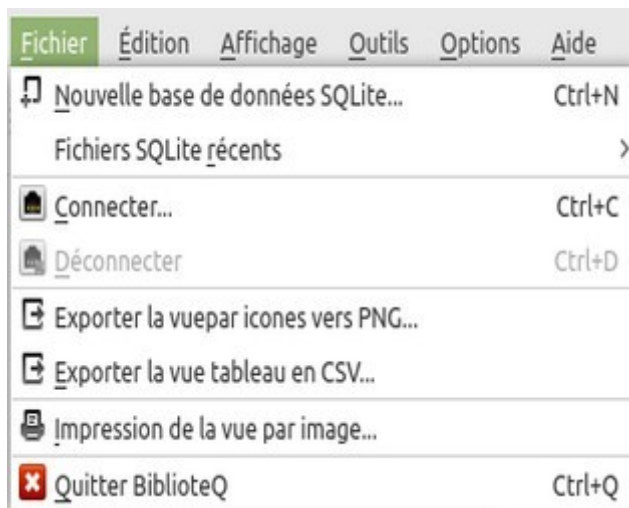 Fichier Édition Affichage Outils Options Aide
Nouvelle base de données SQLite... Ctrl+N
Fichiers SQLite récents
Connecter... Ctrl+C
Déconnecter Ctrl+D
Exporter la vuepar icones vers PNG...
Exporter la vue tableau en CSV...
Impression de la vue par image...
Quitter BiblioteQ Ctrl+Q